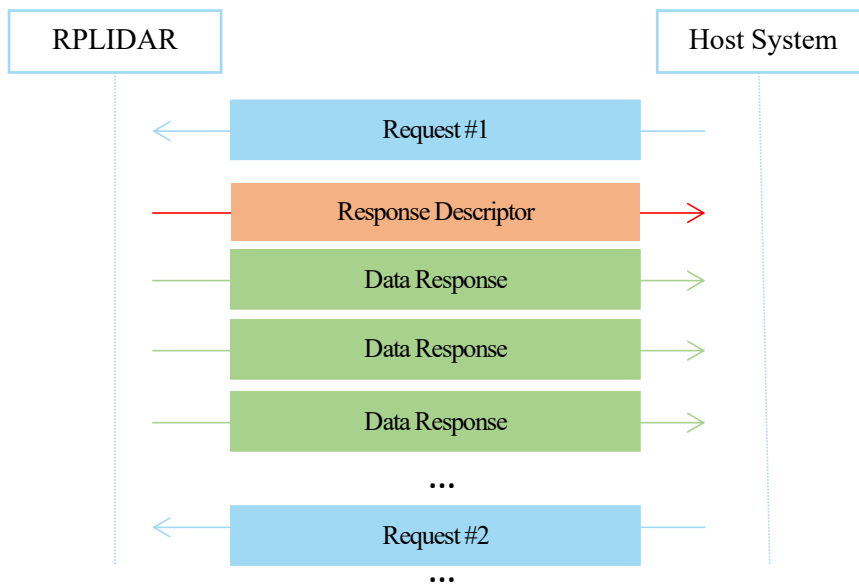 RPLIDAR
Host System
Request #1
Response Descriptor
Data Response
Data Response
Data Response
...
Request #2
...